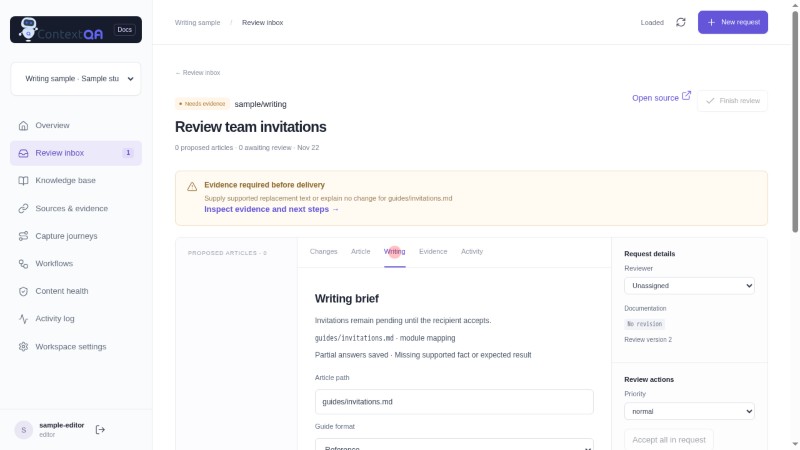 ContextQA
Docs
Writing sample / Review inbox
Loaded
New request
Writing sample · Sample stu
Overview
Review inbox 1
Knowledge base
Sources & evidence
Capture journeys
Workflows
Content health
Activity log
Workspace settings
S
sample-editor
editor
← Review inbox
Needs evidence
sample/writing
Open source
Finish review
Review team invitations
0 proposed articles · 0 awaiting review · Nov 22
Evidence required before delivery
Supply supported replacement text or explain no change for guides/invitations.md
Inspect evidence and next steps →
PROPOSED ARTICLES · 0
Changes
Article
Writing
Evidence
Activity
Writing brief
Invitations remain pending until the recipient accepts.
guides/invitations.md · module mapping
Partial answers saved · Missing supported fact or expected result
Article path
guides/invitations.md
Guide format
Reference
Request details
Reviewer
Unassigned
Documentation
No revision
Review version 2
Review actions
Priority
normal
Accept all in request